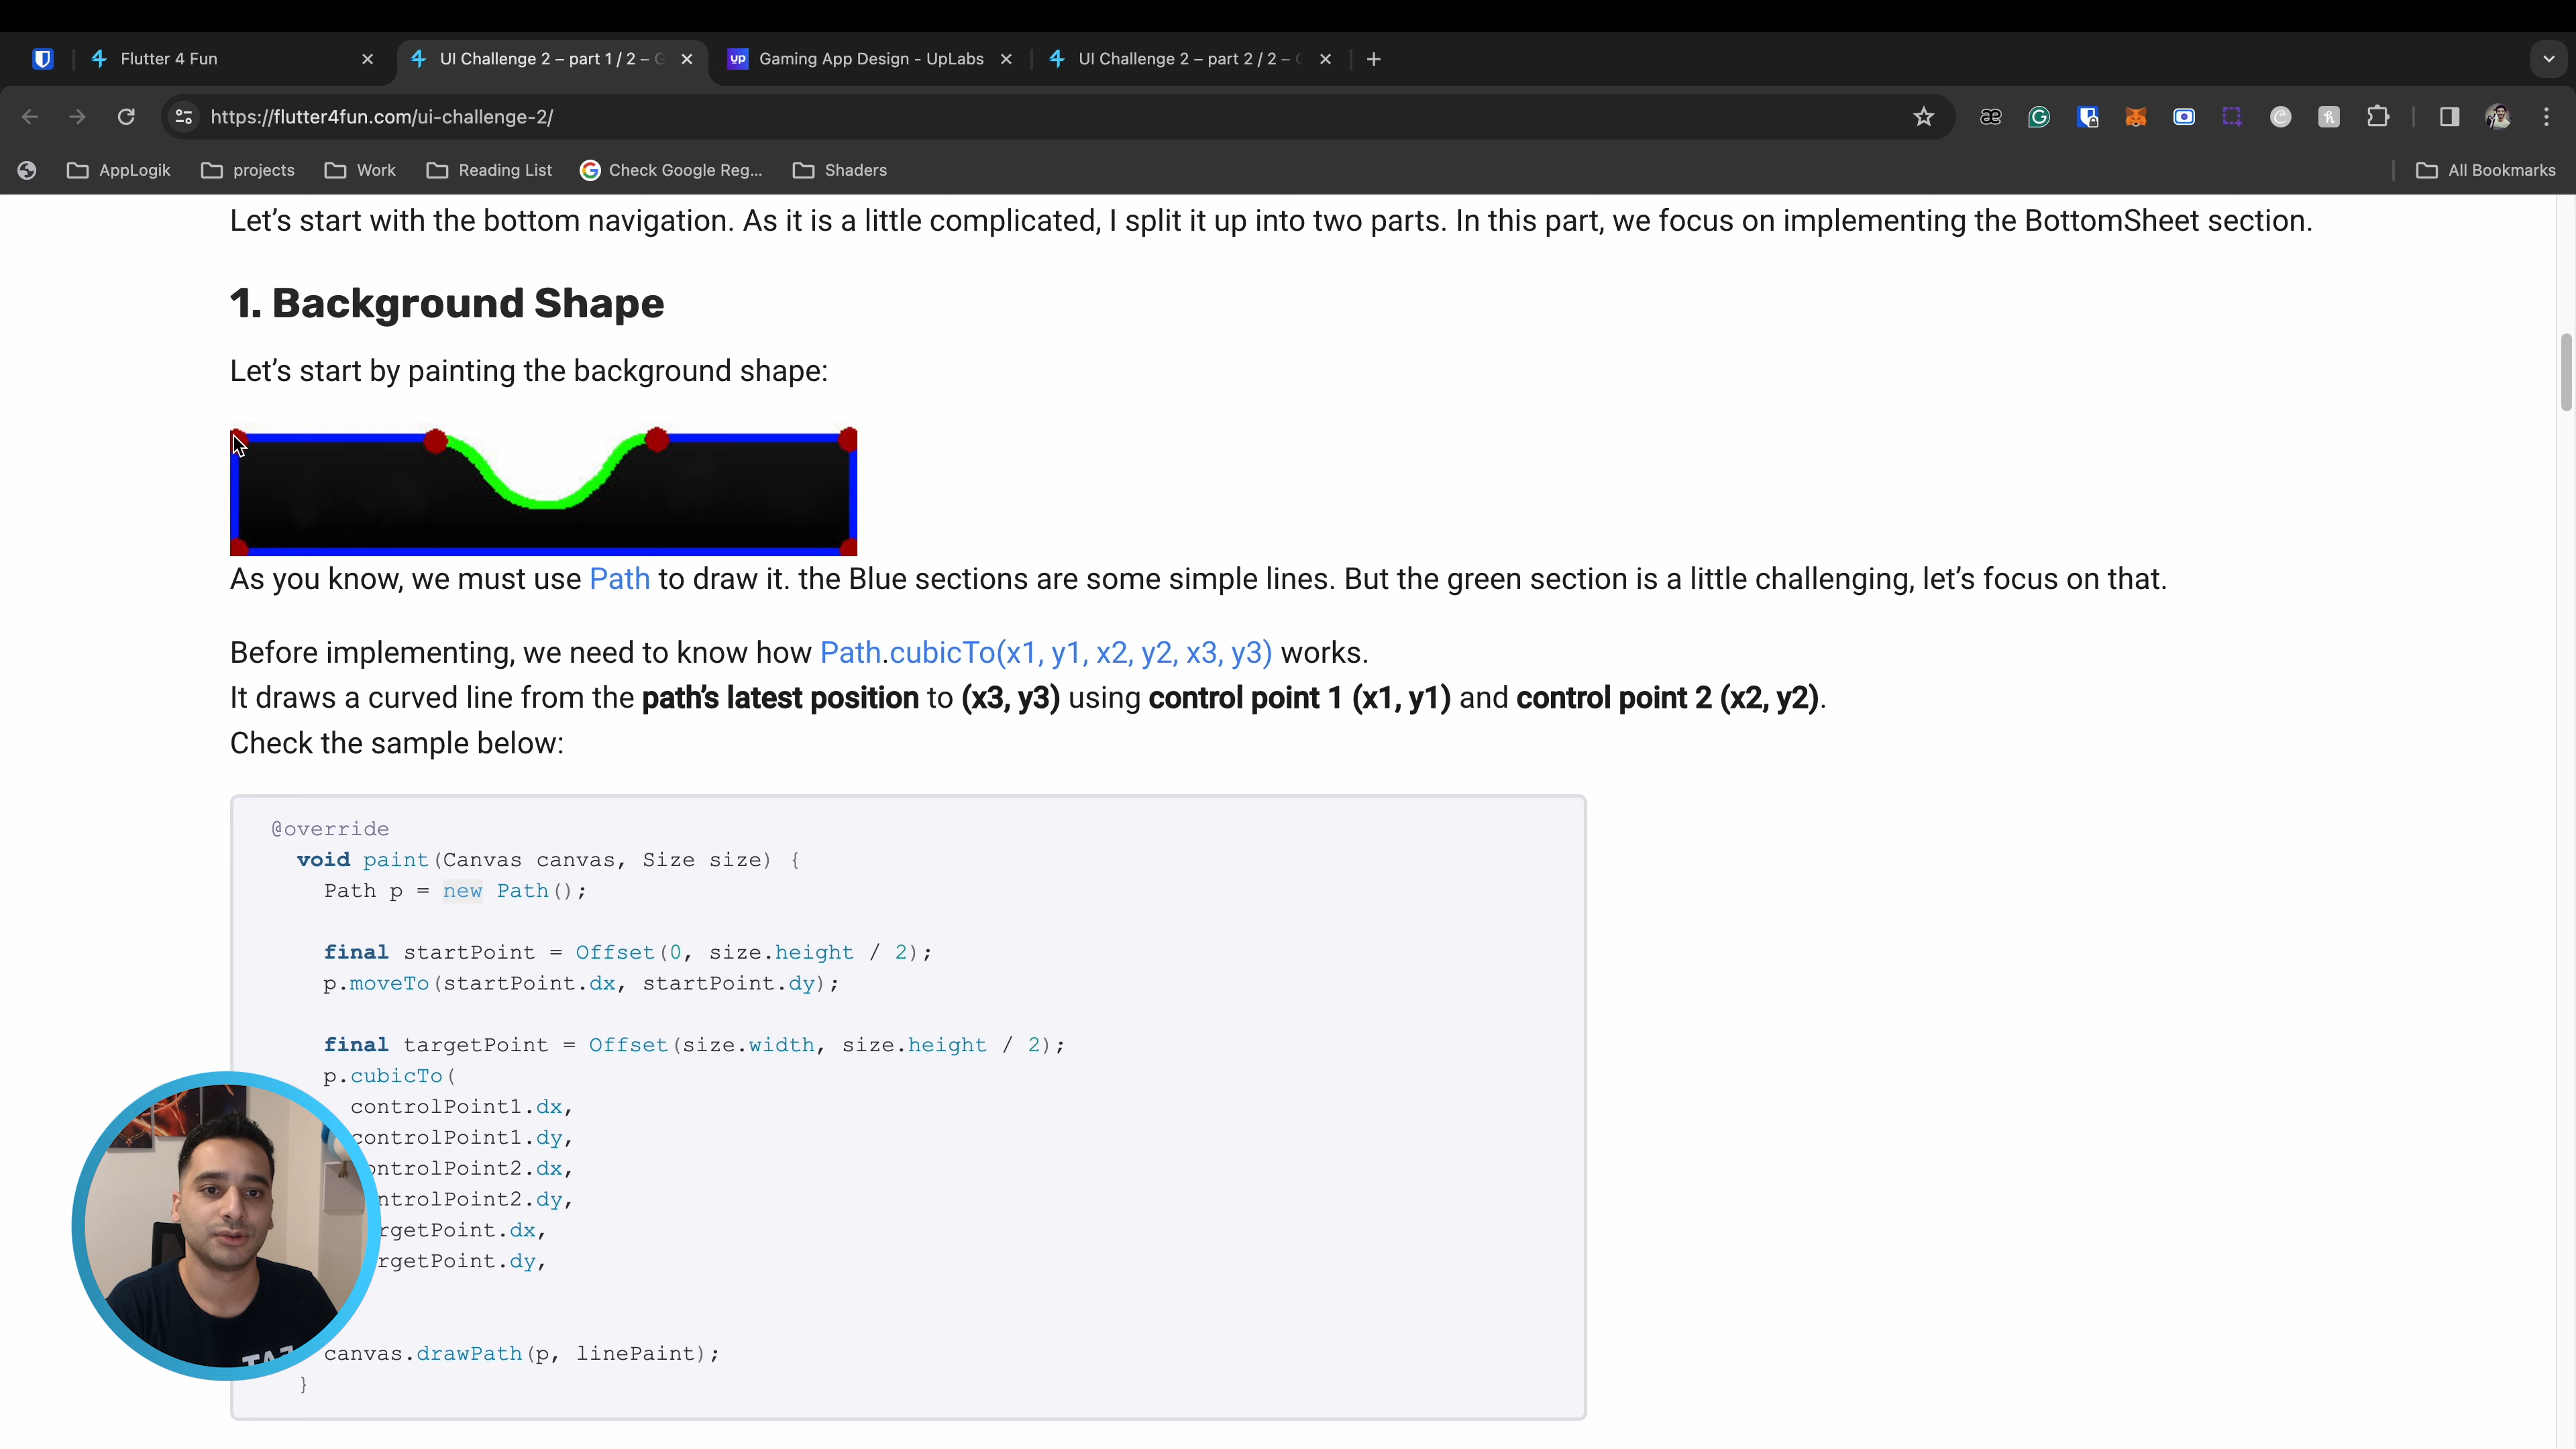 Flutter 4 Fun
UI Challenge 2 – part 1 / 2 –
up Gaming App Design - UpLabs
UI Challenge 2 – part 2 / 2 –
https://flutter4fun.com/ui-challenge-2/
AppLogik projects Work Reading List Check Google Reg... Shaders All Bookmarks
Let’s start with the bottom navigation. As it is a little complicated, I split it up into two parts. In this part, we focus on implementing the BottomSheet section.
1. Background Shape
Let’s start by painting the background shape:
As you know, we must use Path to draw it. the Blue sections are some simple lines. But the green section is a little challenging, let’s focus on that.
Before implementing, we need to know how Path.cubicTo(x1, y1, x2, y2, x3, y3) works.
It draws a curved line from the path’s latest position to (x3, y3) using control point 1 (x1, y1) and control point 2 (x2, y2).
Check the sample below:
@override
void paint(Canvas canvas, Size size) {
Path p = new Path();
final startPoint = Offset(0, size.height / 2);
p.moveTo(startPoint.dx, startPoint.dy);
final targetPoint = Offset(size.width, size.height / 2);
p.cubicTo(
controlPoint1.dx,
controlPoint1.dy,
ontrolPoint2.dx,
ntrolPoint2.dy,
rgetPoint.dx,
rgetPoint.dy,
canvas.drawPath(p, linePaint);
}